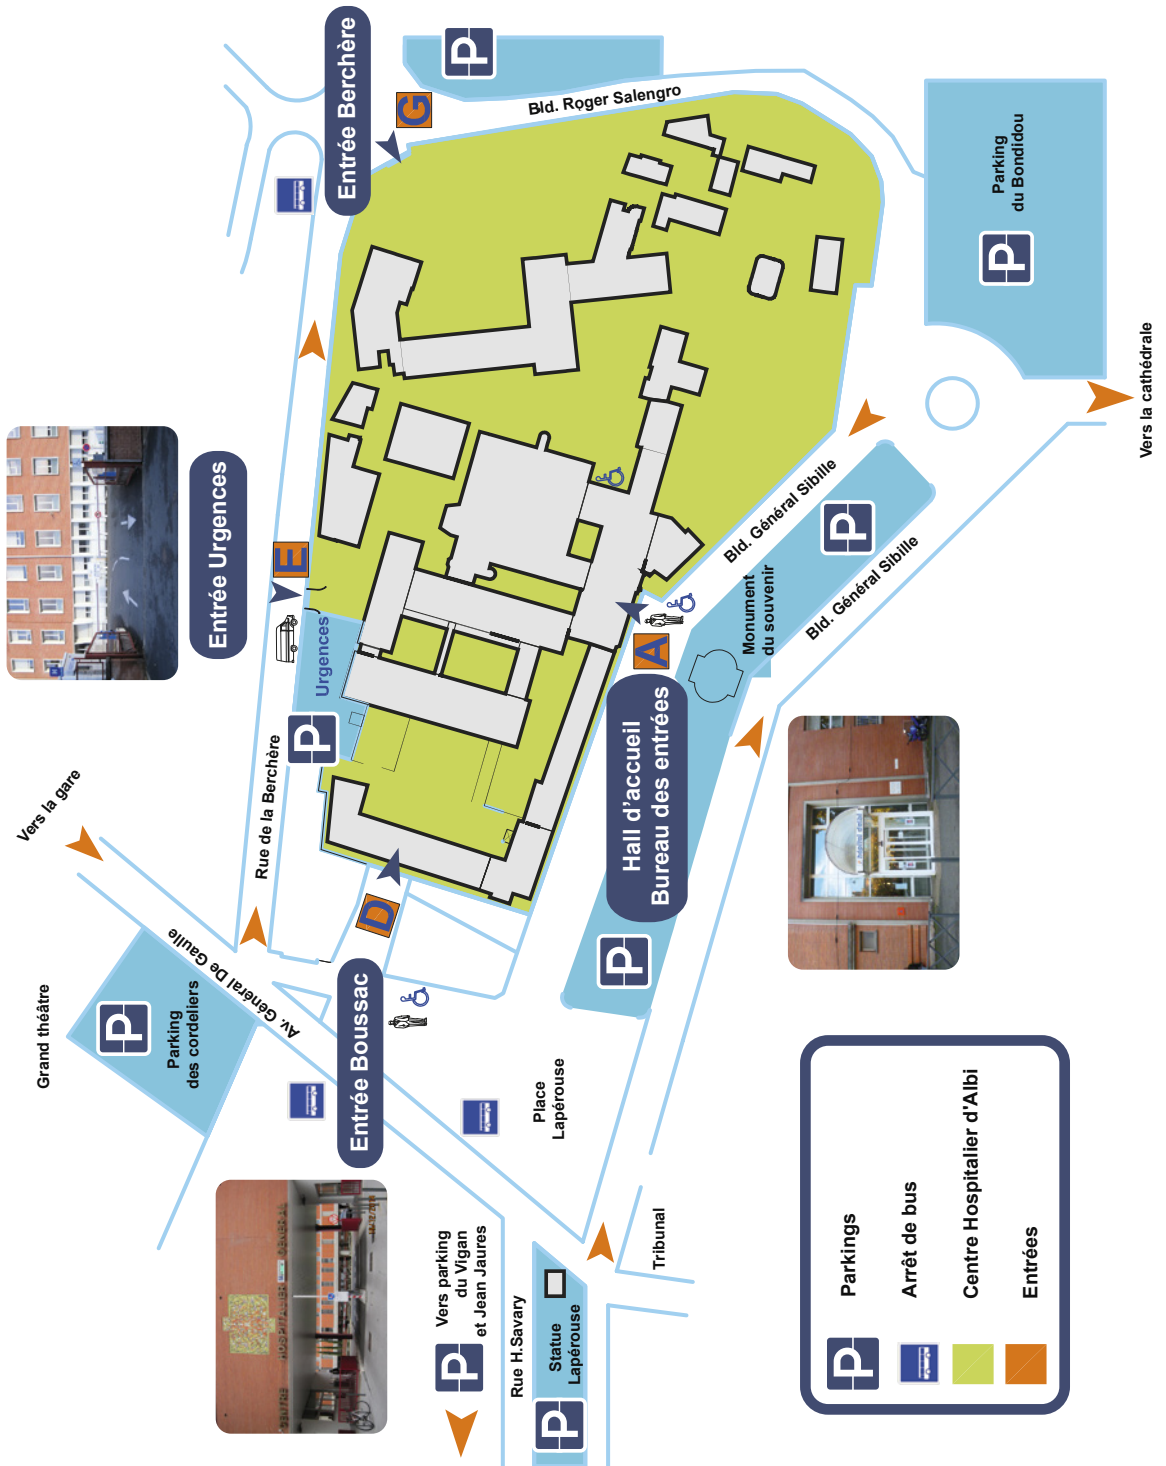 Grand théâtre
P
Parking
des cordeliers
Vers la gare
Av. Général De Gaulle
Rue de la Berchère
P
Urgences
Entrée Urgences
E
Entrée Berchère
G
P
Bld. Roger Salengro
Entrée Boussac
D
CENTRE HOSPITALIER GENERAL
Vers parking
du Vigan
et Jean Jaures
P
Rue H.Savary
Statue
Lapérouse
P
Place
Lapérouse
Tribunal
P
Hall d'accueil
Bureau des entrées
A
Monument
du souvenir
Bld. Général Sibille
P
Bld. Général Sibille
Parking
du Bondidou
P
Vers la cathédrale
P
Parkings
Arrêt de bus
Centre Hospitalier d'Albi
Entrées